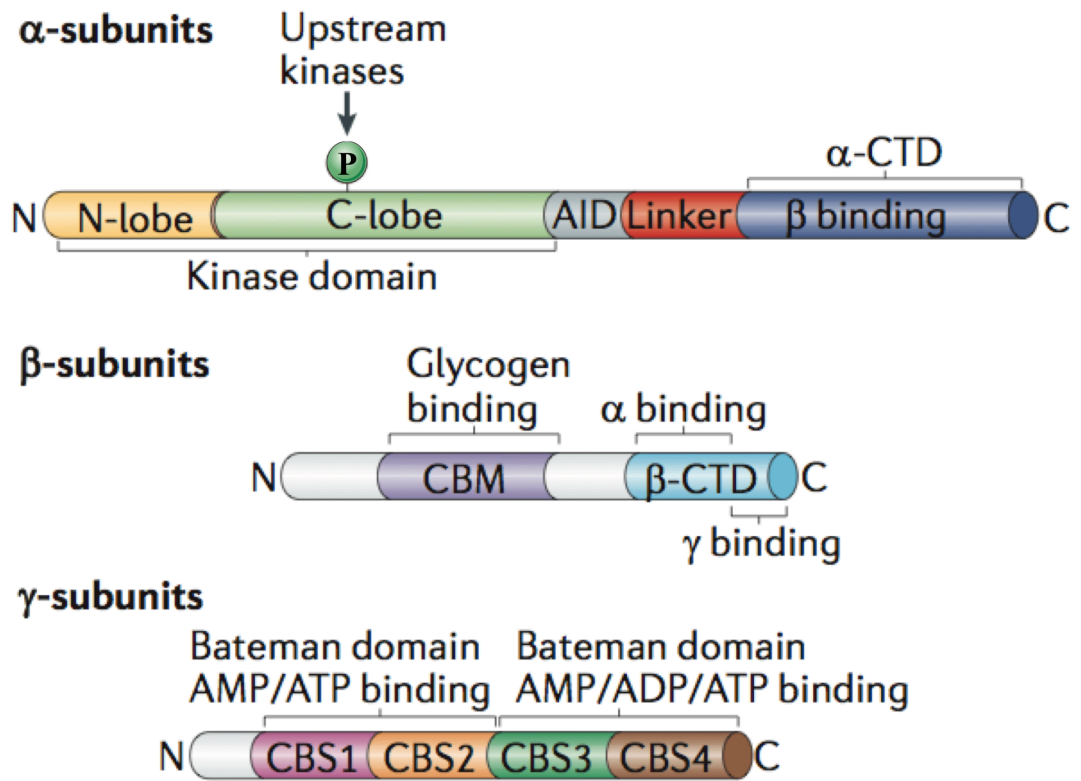 α-subunits
Upstream
kinases
P
α-CTD
N N-lobe C-lobe AID Linker β binding C
Kinase domain
β-subunits
Glycogen
binding
α binding
N CBM β-CTD C
γ binding
γ-subunits
Bateman domain
AMP/ATP binding
Bateman domain
AMP/ADP/ATP binding
N CBS1 CBS2 CBS3 CBS4 C